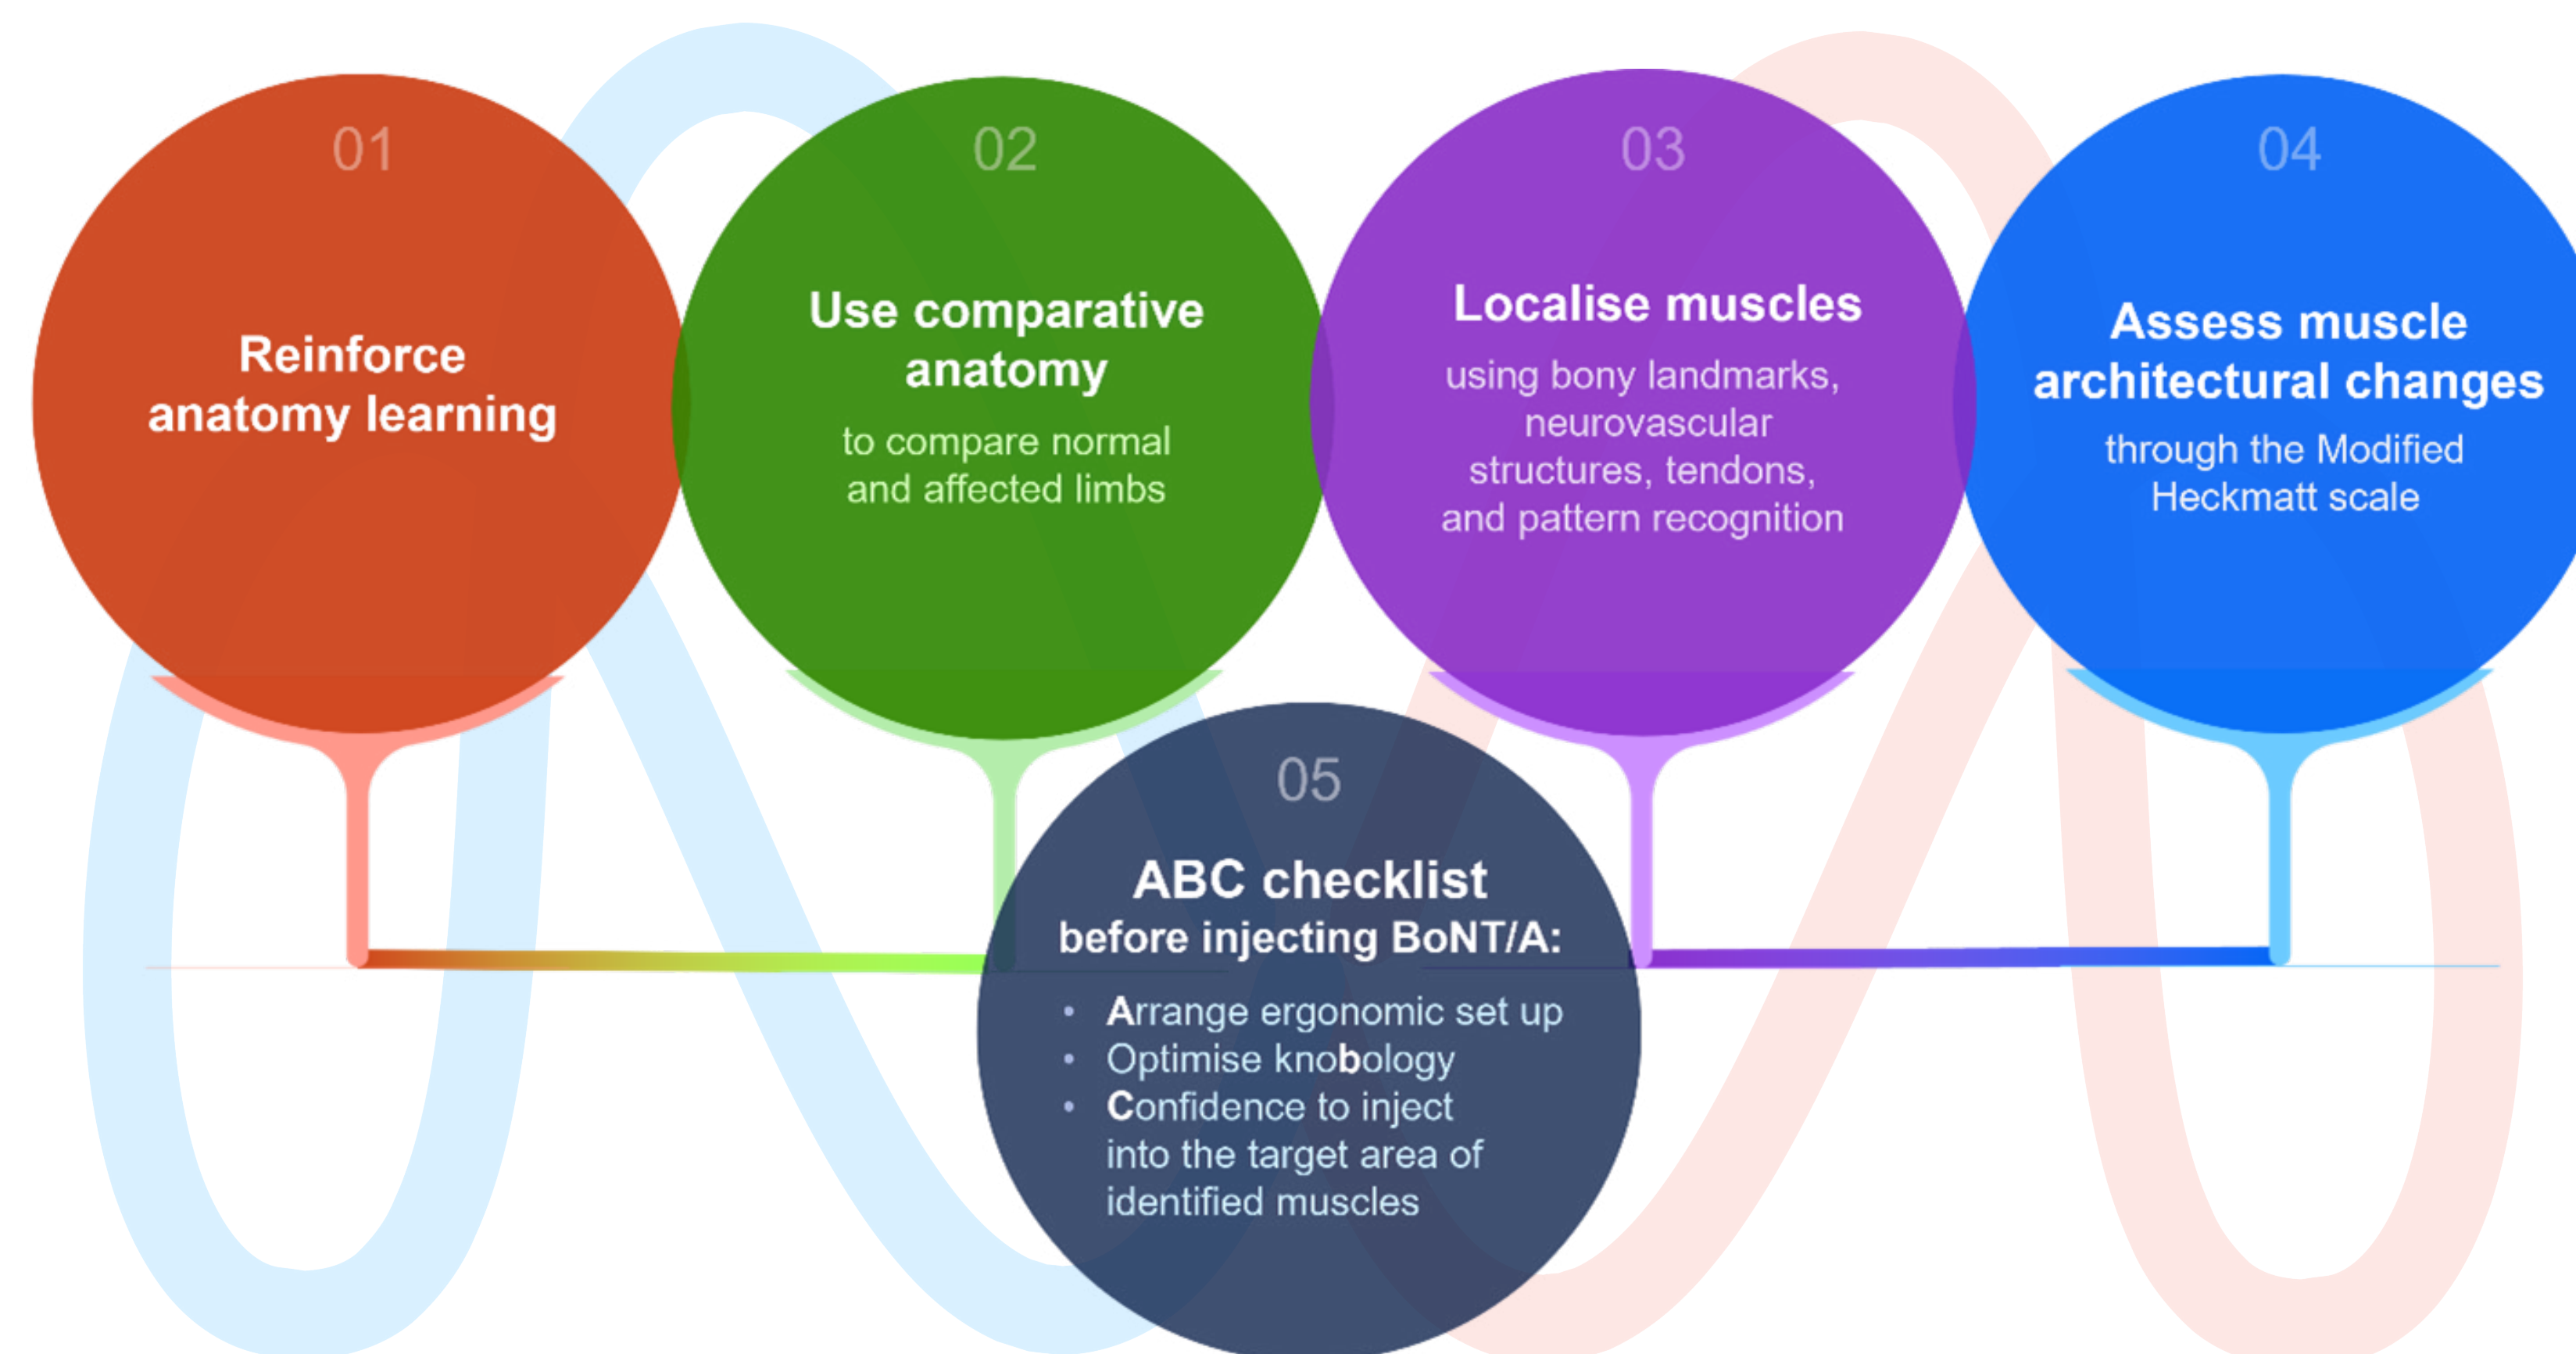 01
Reinforce
anatomy learning
02
Use comparative
anatomy
to compare normal
and affected limbs
03
Localise muscles
using bony landmarks,
neurovascular
structures, tendons,
and pattern recognition
04
Assess muscle
architectural changes
through the Modified
Heckmatt scale
05
ABC checklist
before injecting BoNT/A:
• Arrange ergonomic set up
• Optimise knobology
• Confidence to inject
into the target area of
identified muscles